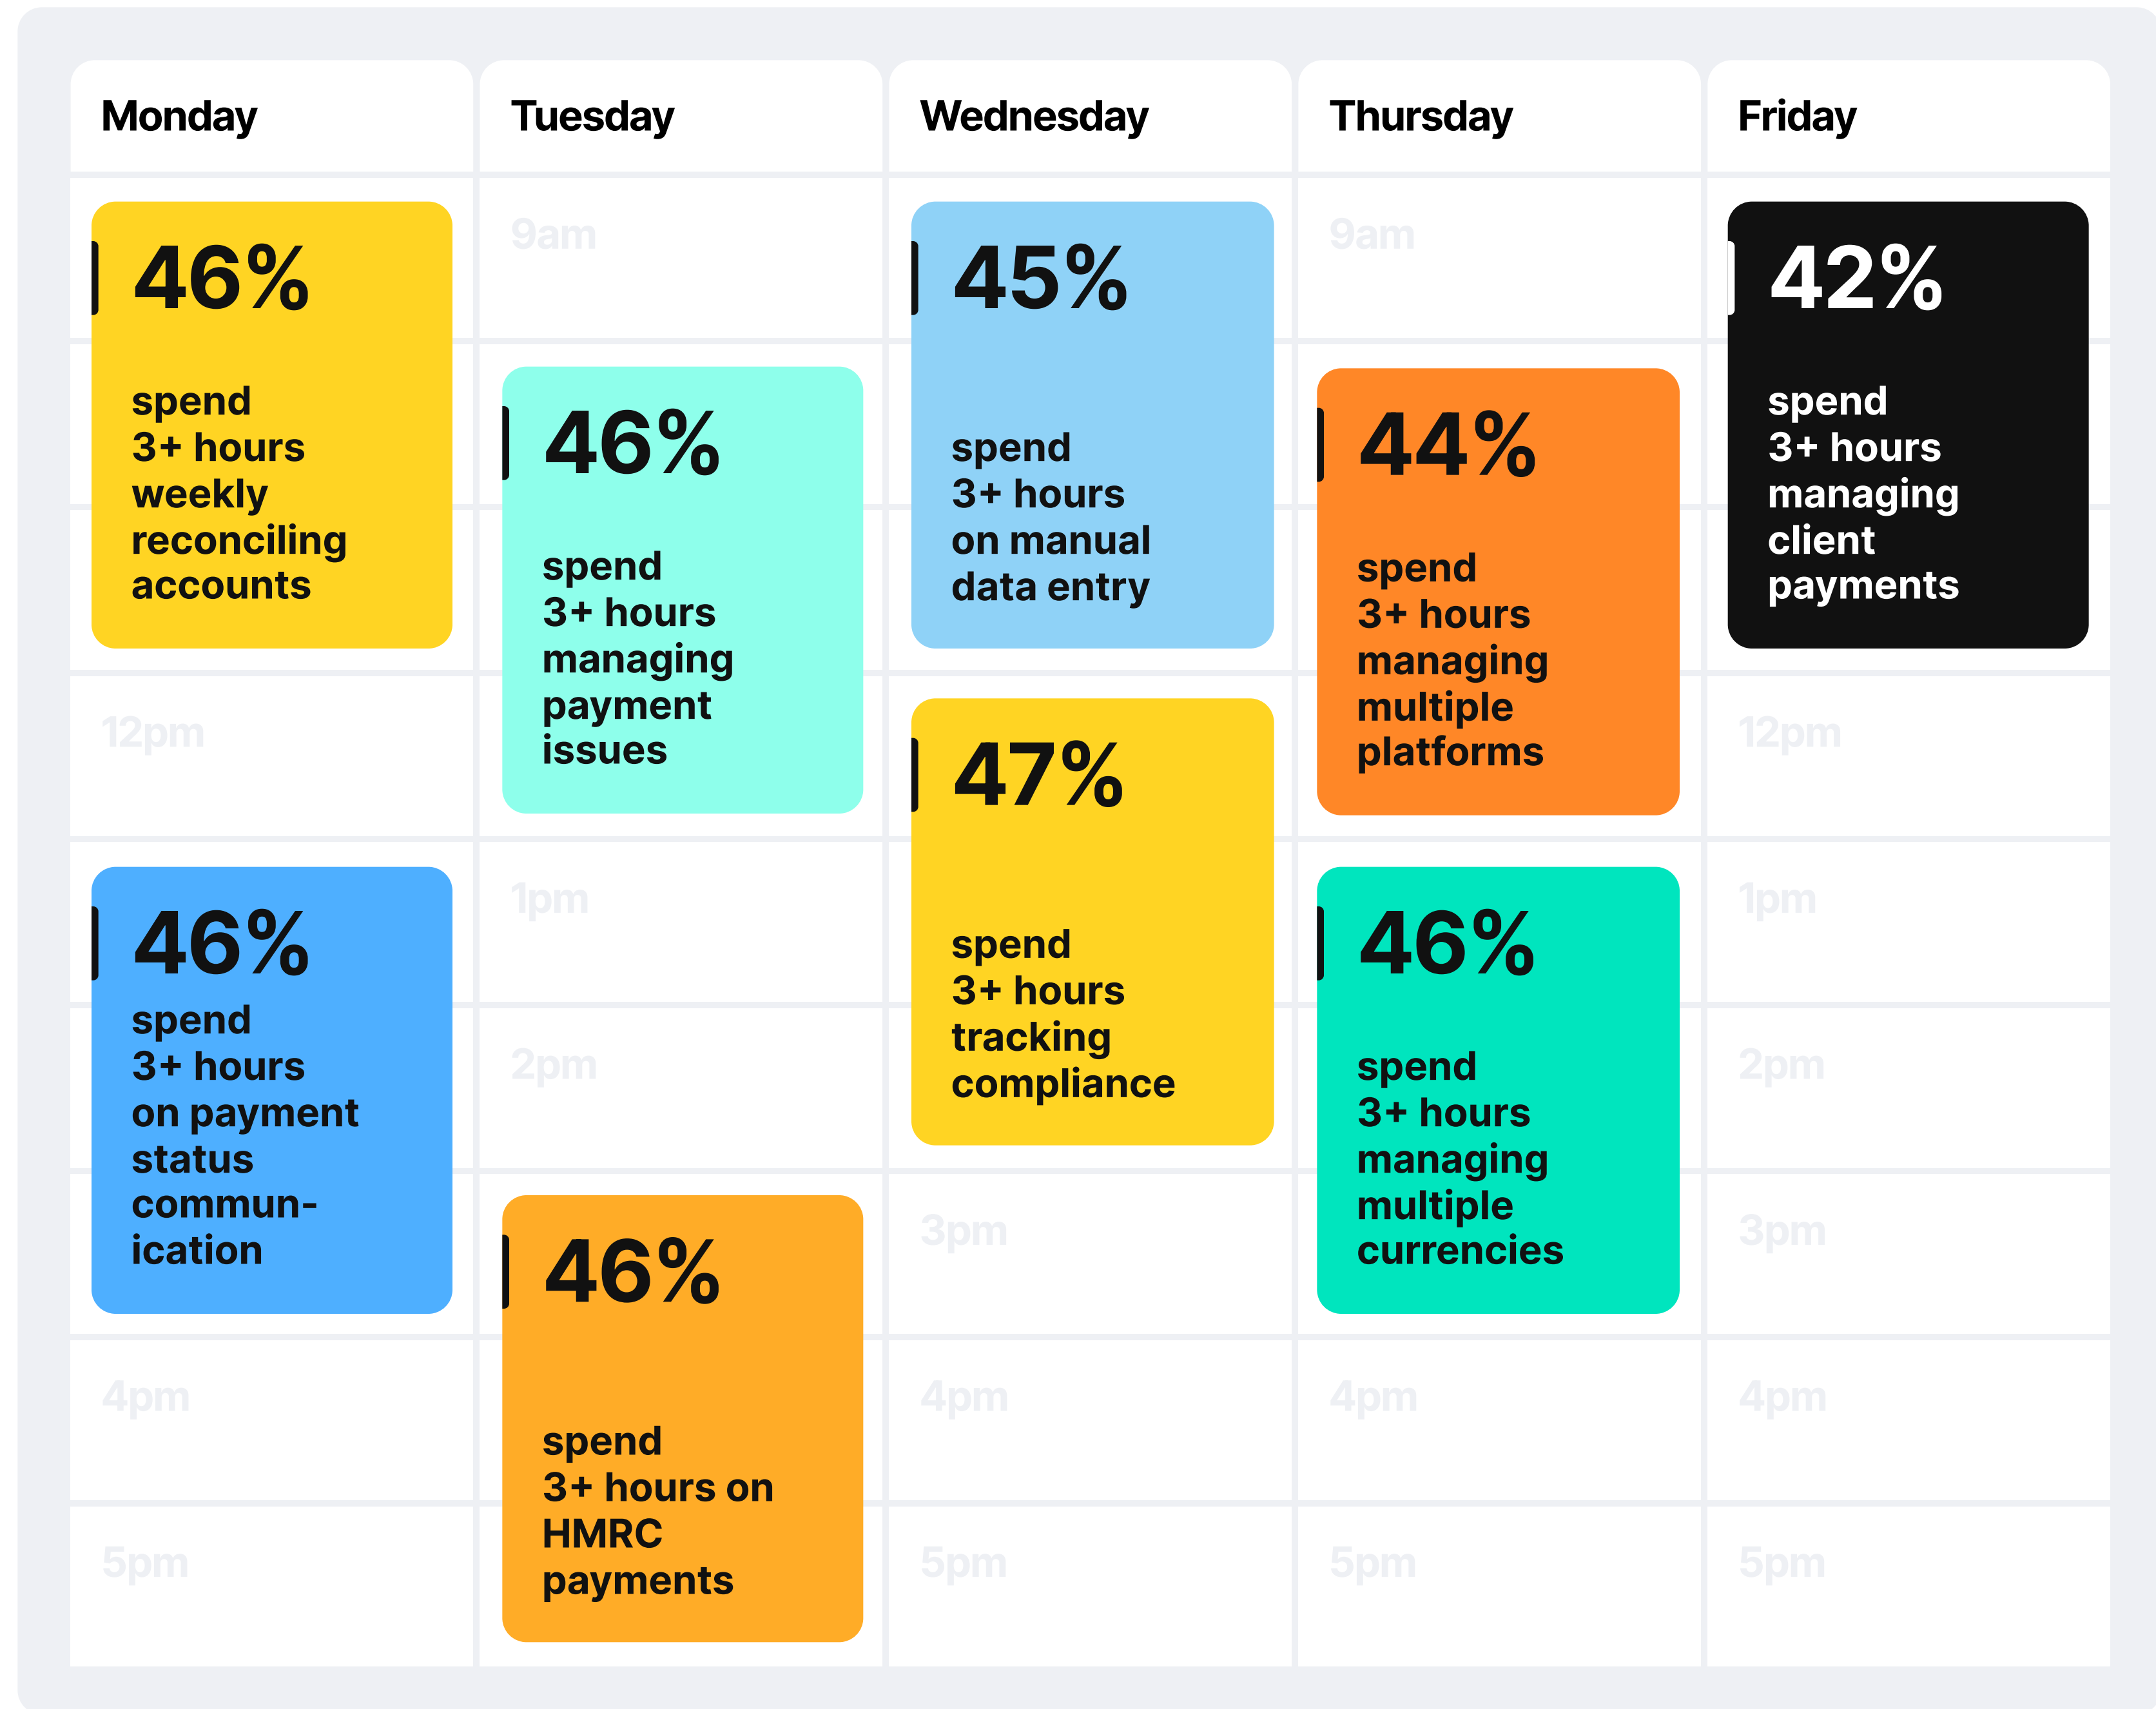 Monday
46%
spend
3+ hours
weekly
reconciling
accounts
12pm
46%
spend
3+ hours
on payment
status
commun-
ication
4pm
5pm
Tuesday
9am
46%
spend
3+ hours
managing
payment
issues
1pm
2pm
46%
spend
3+ hours on
HMRC
payments
Wednesday
45%
spend
3+ hours
on manual
data entry
47%
spend
3+ hours
tracking
compliance
3pm
4pm
5pm
Thursday
9am
44%
spend
3+ hours
managing
multiple
platforms
46%
spend
3+ hours
managing
multiple
currencies
4pm
5pm
Friday
42%
spend
3+ hours
managing
client
payments
12pm
1pm
2pm
3pm
4pm
5pm